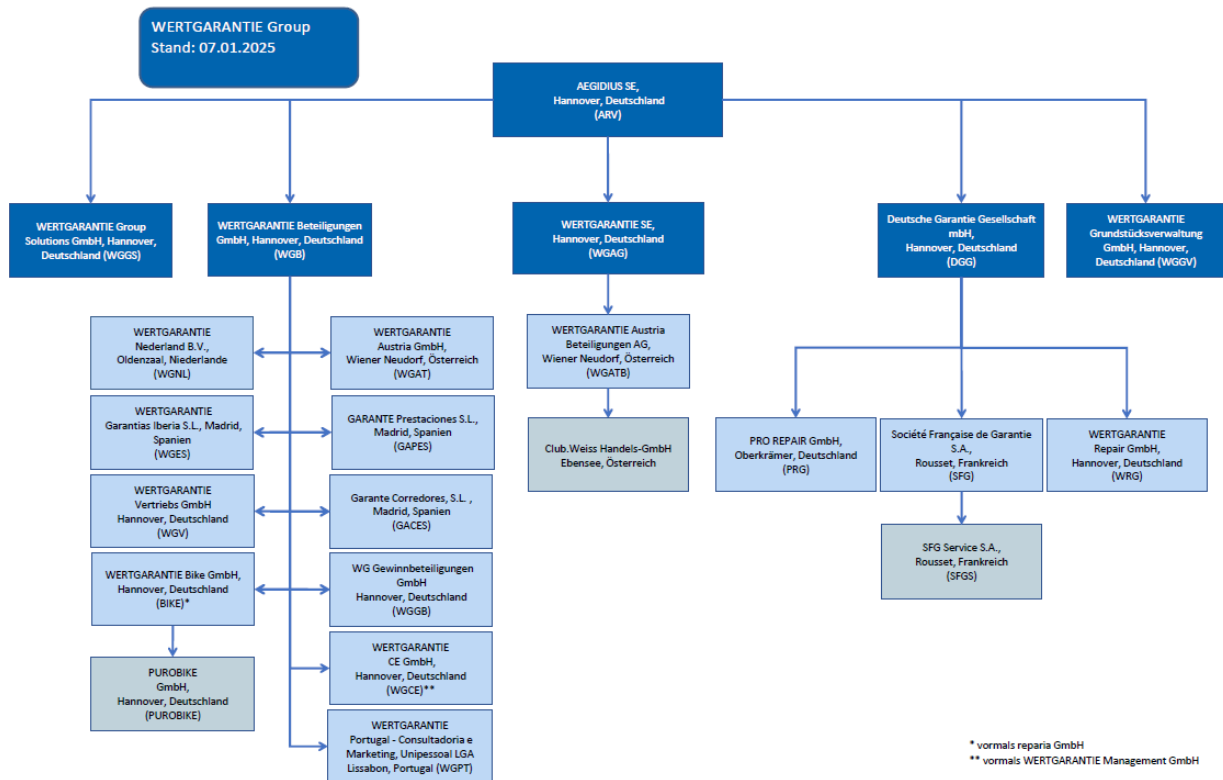 WERTGARANTIE Group
Stand: 07.01.2025
AEGIDIUS SE,
Hannover, Deutschland
(ARV)
WERTGARANTIE Group
Solutions GmbH, Hannover,
Deutschland (WGGS)
WERTGARANTIE Beteiligungen
GmbH, Hannover, Deutschland
(WGB)
WERTGARANTIE SE,
Hannover, Deutschland
(WGAG)
Deutsche Garantie Gesellschaft
mbH,
Hannover, Deutschland
(DGG)
WERTGARANTIE
Grundstücksverwaltung
GmbH, Hannover,
Deutschland (WGGV)
WERTGARANTIE
Nederland B.V.,
Oldenzaal, Niederlande
(WGNL)
WERTGARANTIE
Austria GmbH,
Wiener Neudorf, Österreich
(WGAT)
WERTGARANTIE
Garantias Iberia S.L., Madrid,
Spanien
(WGES)
GARANTE Prestaciones S.L.,
Madrid, Spanien
(GAPES)
WERTGARANTIE
Vertriebs GmbH
Hannover, Deutschland
(WGV)
Garante Corredores, S.L. ,
Madrid, Spanien
(GACES)
WERTGARANTIE Bike GmbH,
Hannover, Deutschland
(BIKE)*
WG Gewinnbeteiligungen
GmbH
Hannover, Deutschland
(WGGB)
PUROBIKE
GmbH,
Hannover, Deutschland
(PUROBIKE)
WERTGARANTIE
CE GmbH,
Hannover, Deutschland
(WGCE)**
WERTGARANTIE
Portugal - Consultadoria e
Marketing, Unipessoal LGA
Lissabon, Portugal (WGPT)
WERTGARANTIE Austria
Beteiligungen AG,
Wiener Neudorf, Österreich
(WGATB)
Club.Weiss Handels-GmbH
Ebensee, Österreich
PRO REPAIR GmbH,
Oberkrämer, Deutschland
(PRG)
Société Française de Garantie
S.A.,
Rousset, Frankreich
(SFG)
WERTGARANTIE
Repair GmbH,
Hannover, Deutschland
(WRG)
SFG Service S.A.,
Rousset, Frankreich
(SFGS)
* vormals reparia GmbH
** vormals WERTGARANTIE Management GmbH